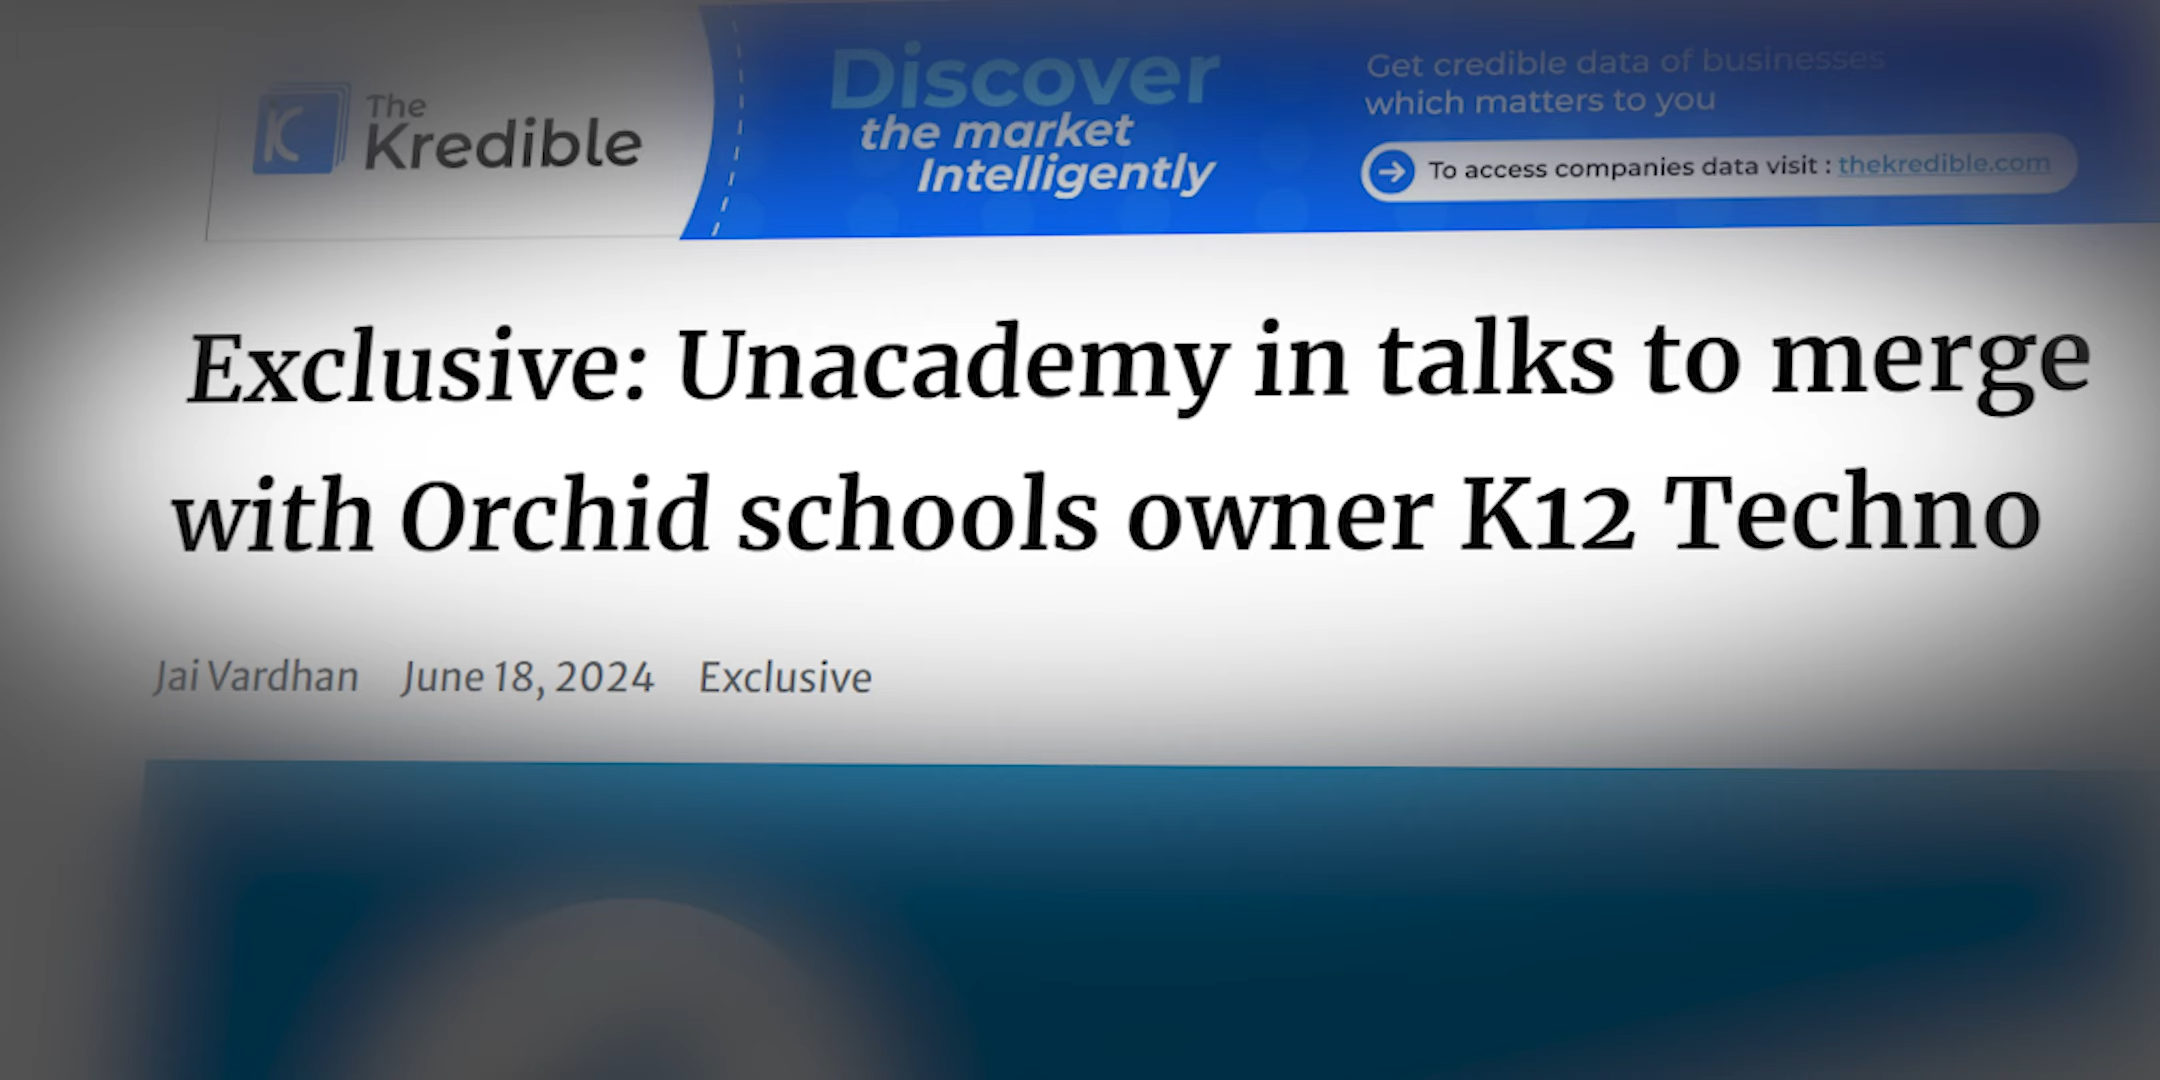 The
Kredible
Discover
the market
Intelligently
Get credible data of businesses
which matters to you
To access companies data visit : thekredible.com
Exclusive: Unacademy in talks to merge
with Orchid schools owner K12 Techno
Jai Vardhan June 18, 2024 Exclusive